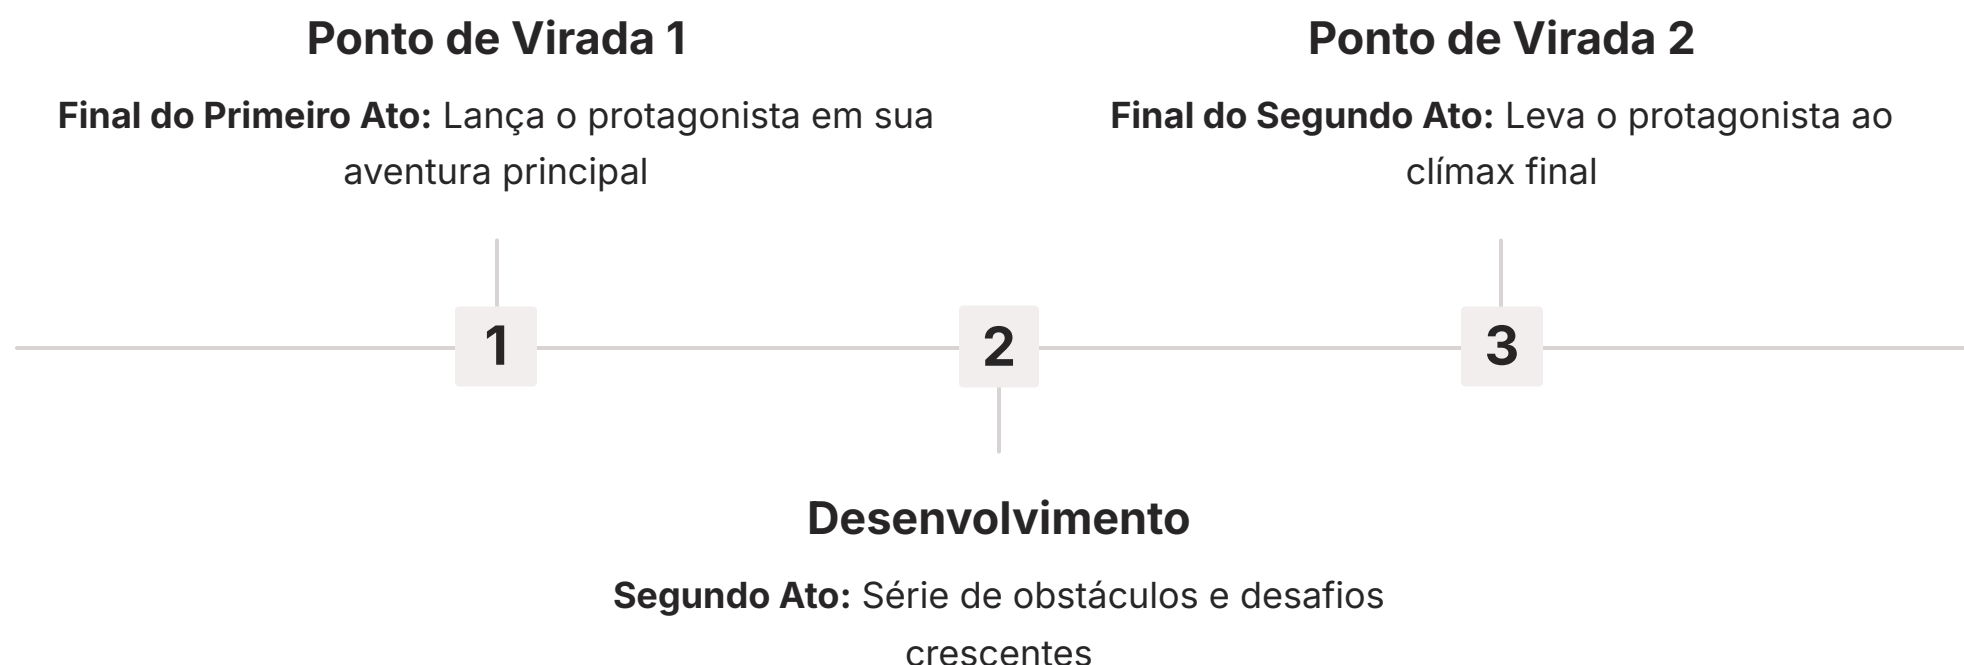 Ponto de Virada 1
Final do Primeiro Ato: Lança o protagonista em sua
aventura principal
Ponto de Virada 2
Final do Segundo Ato: Leva o protagonista ao
clímax final
1
2
3
Desenvolvimento
Segundo Ato: Série de obstáculos e desafios
crescentes